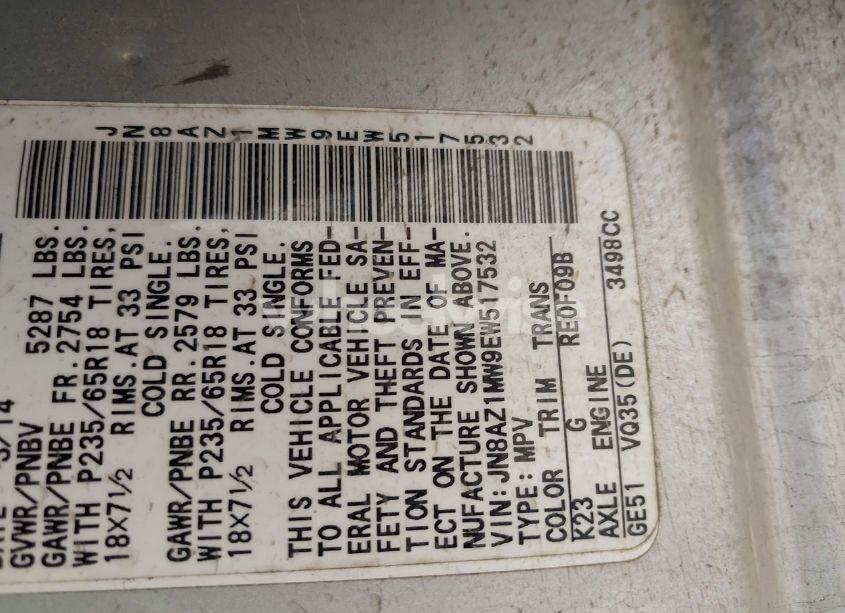 JN8AZ1MW9EW517532
GVWR/PNBV 5287 LBS.
GAWR/PNBE FR. 2754 LBS.
WITH P235/65R18 TIRES,
18X7 1/2 RIMS.AT 33 PSI
COLD SINGLE.
GAWR/PNBE RR. 2579 LBS.
WITH P235/65R18 TIRES,
18X7 1/2 RIMS.AT 33 PSI
COLD SINGLE.
THIS VEHICLE CONFORMS
TO ALL APPLICABLE FED-
ERAL MOTOR VEHICLE SA-
FETY AND THEFT PREVEN-
TION STANDARDS IN EFF-
ECT ON THE DATE OF MA-
NUFACTURE SHOWN ABOVE.
VIN:JN8AZ1MW9EW517532
TYPE:MPV
COLOR TRIM TRANS
K23 G RE0F09B
AXLE ENGINE
GE51 VQ35(DE) 3498CC